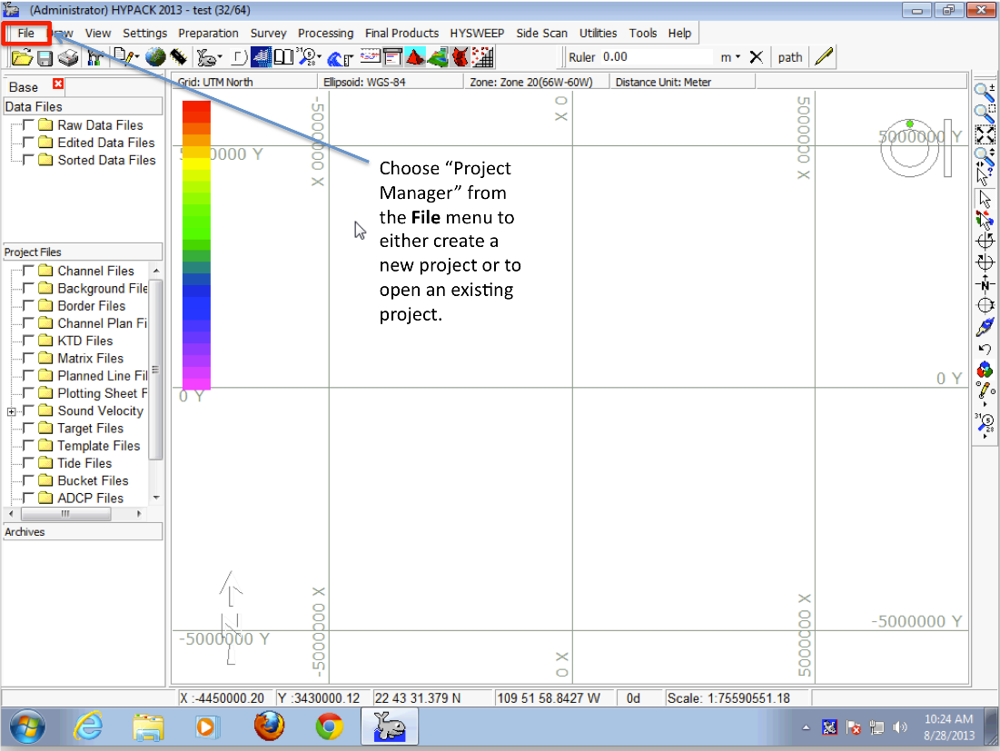 (Administrator) HYPACK 2013 - test (32/64)
File Draw View Settings Preparation Survey Processing Final Products HYSWEEP Side Scan Utilities Tools Help
Ruler 0.00 m path
Base
Grid: UTM North Ellipsoid: WGS-84 Zone: Zone 20(66W-60W) Distance Unit: Meter
Data Files
Raw Data Files
Edited Data Files
Sorted Data Files
Project Files
Channel Files
Background File
Border Files
Channel Plan Fi
KTD Files
Matrix Files
Planned Line Fil
Plotting Sheet F
Sound Velocity
Target Files
Template Files
Tide Files
Bucket Files
ADCP Files
Archives
-5000000 X
0 X
5000000 X
5000000 Y
5000000 Y
Choose “Project
Manager” from
the File menu to
either create a
new project or to
open an existing
project.
0 Y
0 Y
-5000000 Y
-5000000 Y
-5000000 X
0 X
5000000 X
X :-4450000.20 Y :3430000.12 22 43 31.379 N 109 51 58.8427 W 0d Scale: 1:75590551.18
10:24 AM
8/28/2013